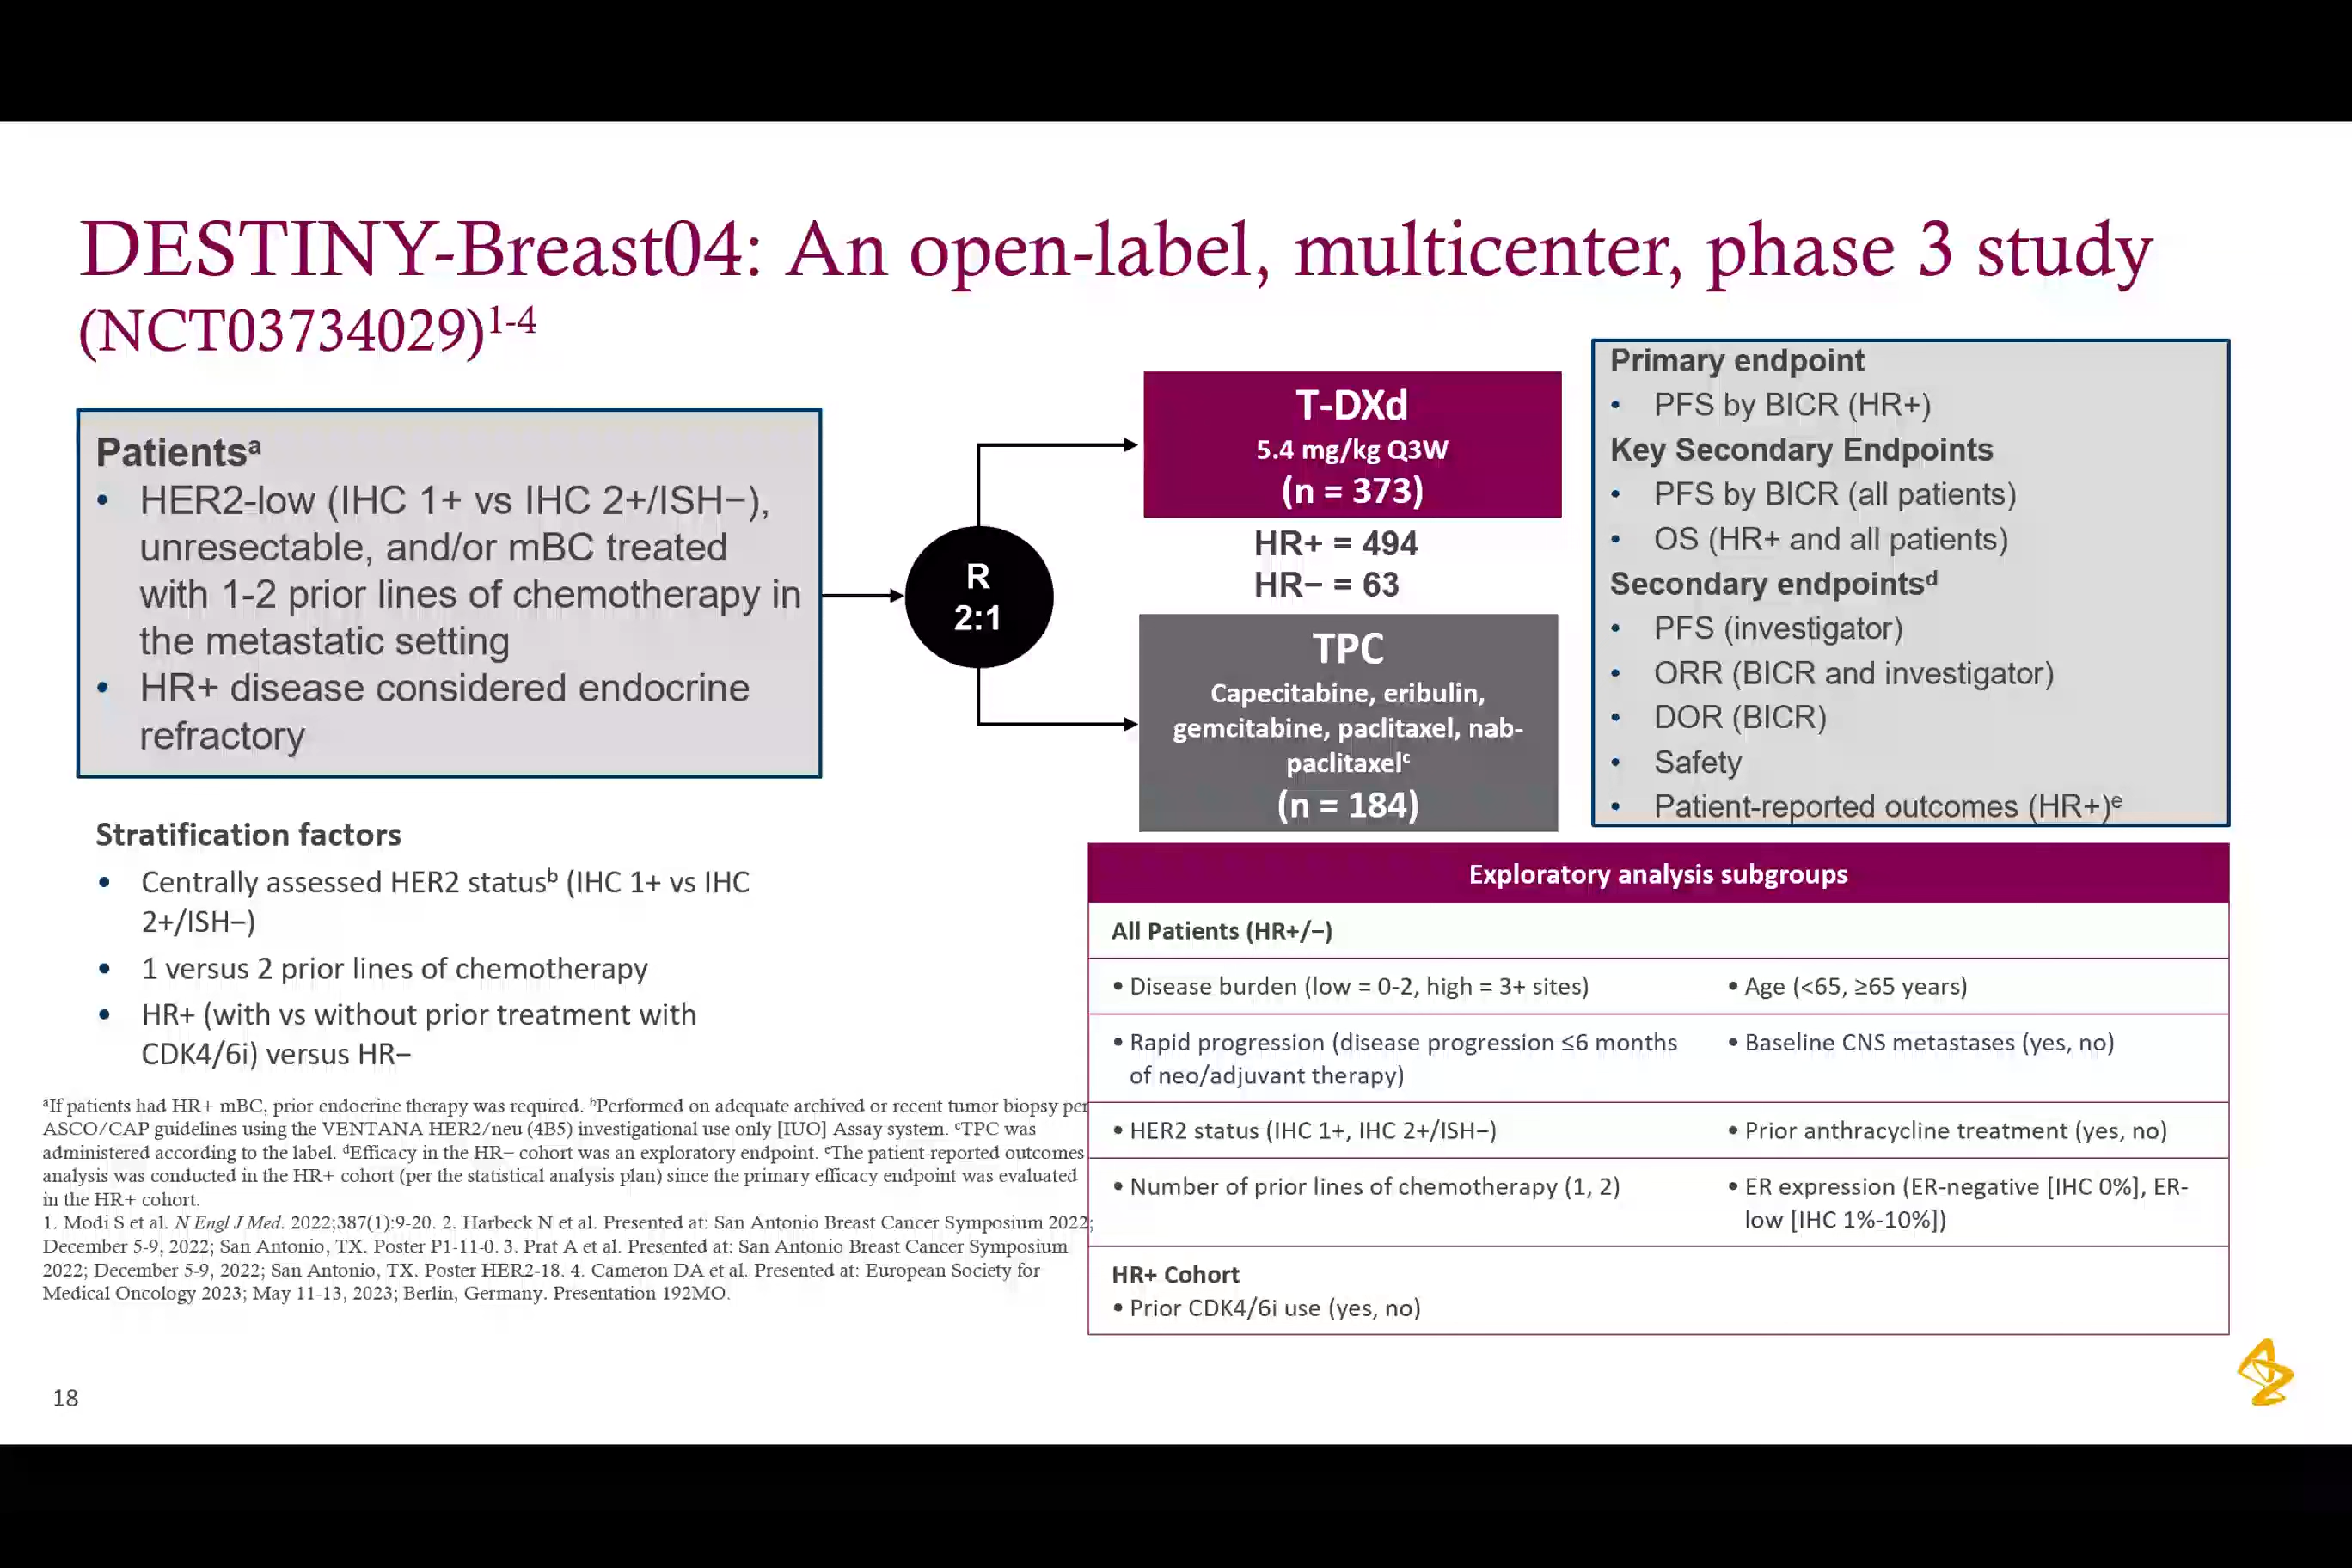 DESTINY-Breast04: An open-label, multicenter, phase 3 study
(NCT03734029)1-4
Patientsa
• HER2-low (IHC 1+ vs IHC 2+/ISH−),
unresectable, and/or mBC treated
with 1-2 prior lines of chemotherapy in
the metastatic setting
• HR+ disease considered endocrine
refractory
Stratification factors
• Centrally assessed HER2 statusb (IHC 1+ vs IHC
2+/ISH−)
• 1 versus 2 prior lines of chemotherapy
• HR+ (with vs without prior treatment with
CDK4/6i) versus HR−
R
2:1
T-DXd
5.4 mg/kg Q3W
(n = 373)
HR+ = 494
HR− = 63
TPC
Capecitabine, eribulin,
gemcitabine, paclitaxel, nab-
paclitaxelc
(n = 184)
Primary endpoint
• PFS by BICR (HR+)
Key Secondary Endpoints
• PFS by BICR (all patients)
• OS (HR+ and all patients)
Secondary endpointsd
• PFS (investigator)
• ORR (BICR and investigator)
• DOR (BICR)
• Safety
• Patient-reported outcomes (HR+)e
Exploratory analysis subgroups
All Patients (HR+/−)
• Disease burden (low = 0-2, high = 3+ sites)
• Age (<65, ≥65 years)
• Rapid progression (disease progression ≤6 months
of neo/adjuvant therapy)
• Baseline CNS metastases (yes, no)
• HER2 status (IHC 1+, IHC 2+/ISH−)
• Prior anthracycline treatment (yes, no)
• Number of prior lines of chemotherapy (1, 2)
• ER expression (ER-negative [IHC 0%], ER-
low [IHC 1%-10%])
HR+ Cohort
• Prior CDK4/6i use (yes, no)
aIf patients had HR+ mBC, prior endocrine therapy was required. bPerformed on adequate archived or recent tumor biopsy per
ASCO/CAP guidelines using the VENTANA HER2/neu (4B5) investigational use only [IUO] Assay system. cTPC was
administered according to the label. dEfficacy in the HR− cohort was an exploratory endpoint. eThe patient-reported outcomes
analysis was conducted in the HR+ cohort (per the statistical analysis plan) since the primary efficacy endpoint was evaluated
in the HR+ cohort.
1. Modi S et al. N Engl J Med. 2022;387(1):9-20. 2. Harbeck N et al. Presented at: San Antonio Breast Cancer Symposium 2022;
December 5-9, 2022; San Antonio, TX. Poster P1-11-0. 3. Prat A et al. Presented at: San Antonio Breast Cancer Symposium
2022; December 5-9, 2022; San Antonio, TX. Poster HER2-18. 4. Cameron DA et al. Presented at: European Society for
Medical Oncology 2023; May 11-13, 2023; Berlin, Germany. Presentation 192MO.
18